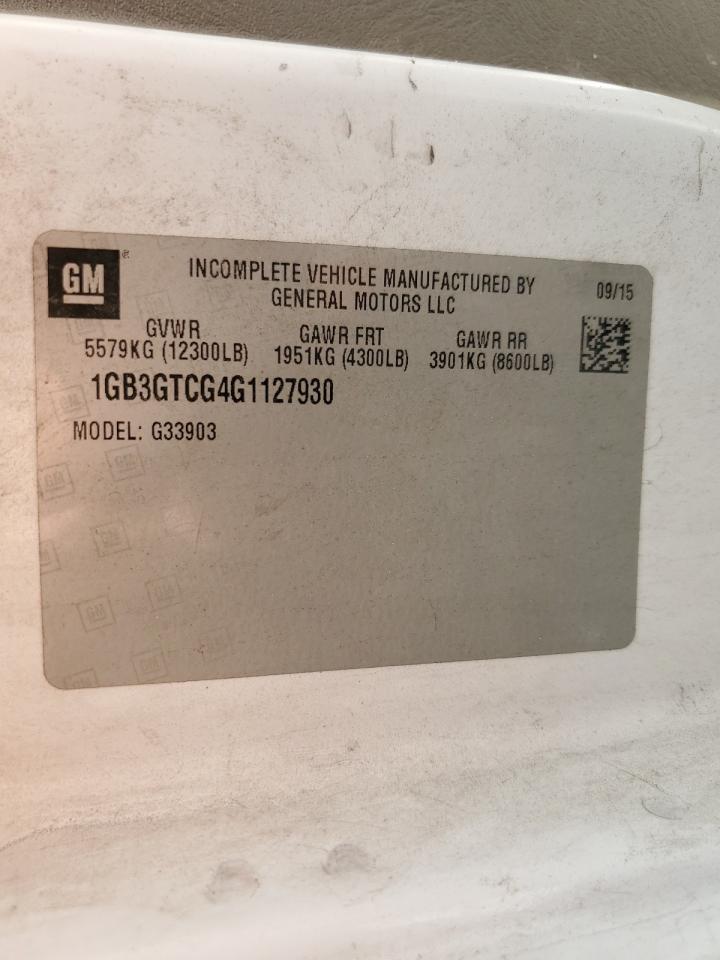 GM
INCOMPLETE VEHICLE MANUFACTURED BY
GENERAL MOTORS LLC
09/15
GVWR GAWR FRT GAWR RR
5579KG (12300LB) 1951KG (4300LB) 3901KG (8600LB)
1GB3GTCG4G1127930
MODEL: G33903